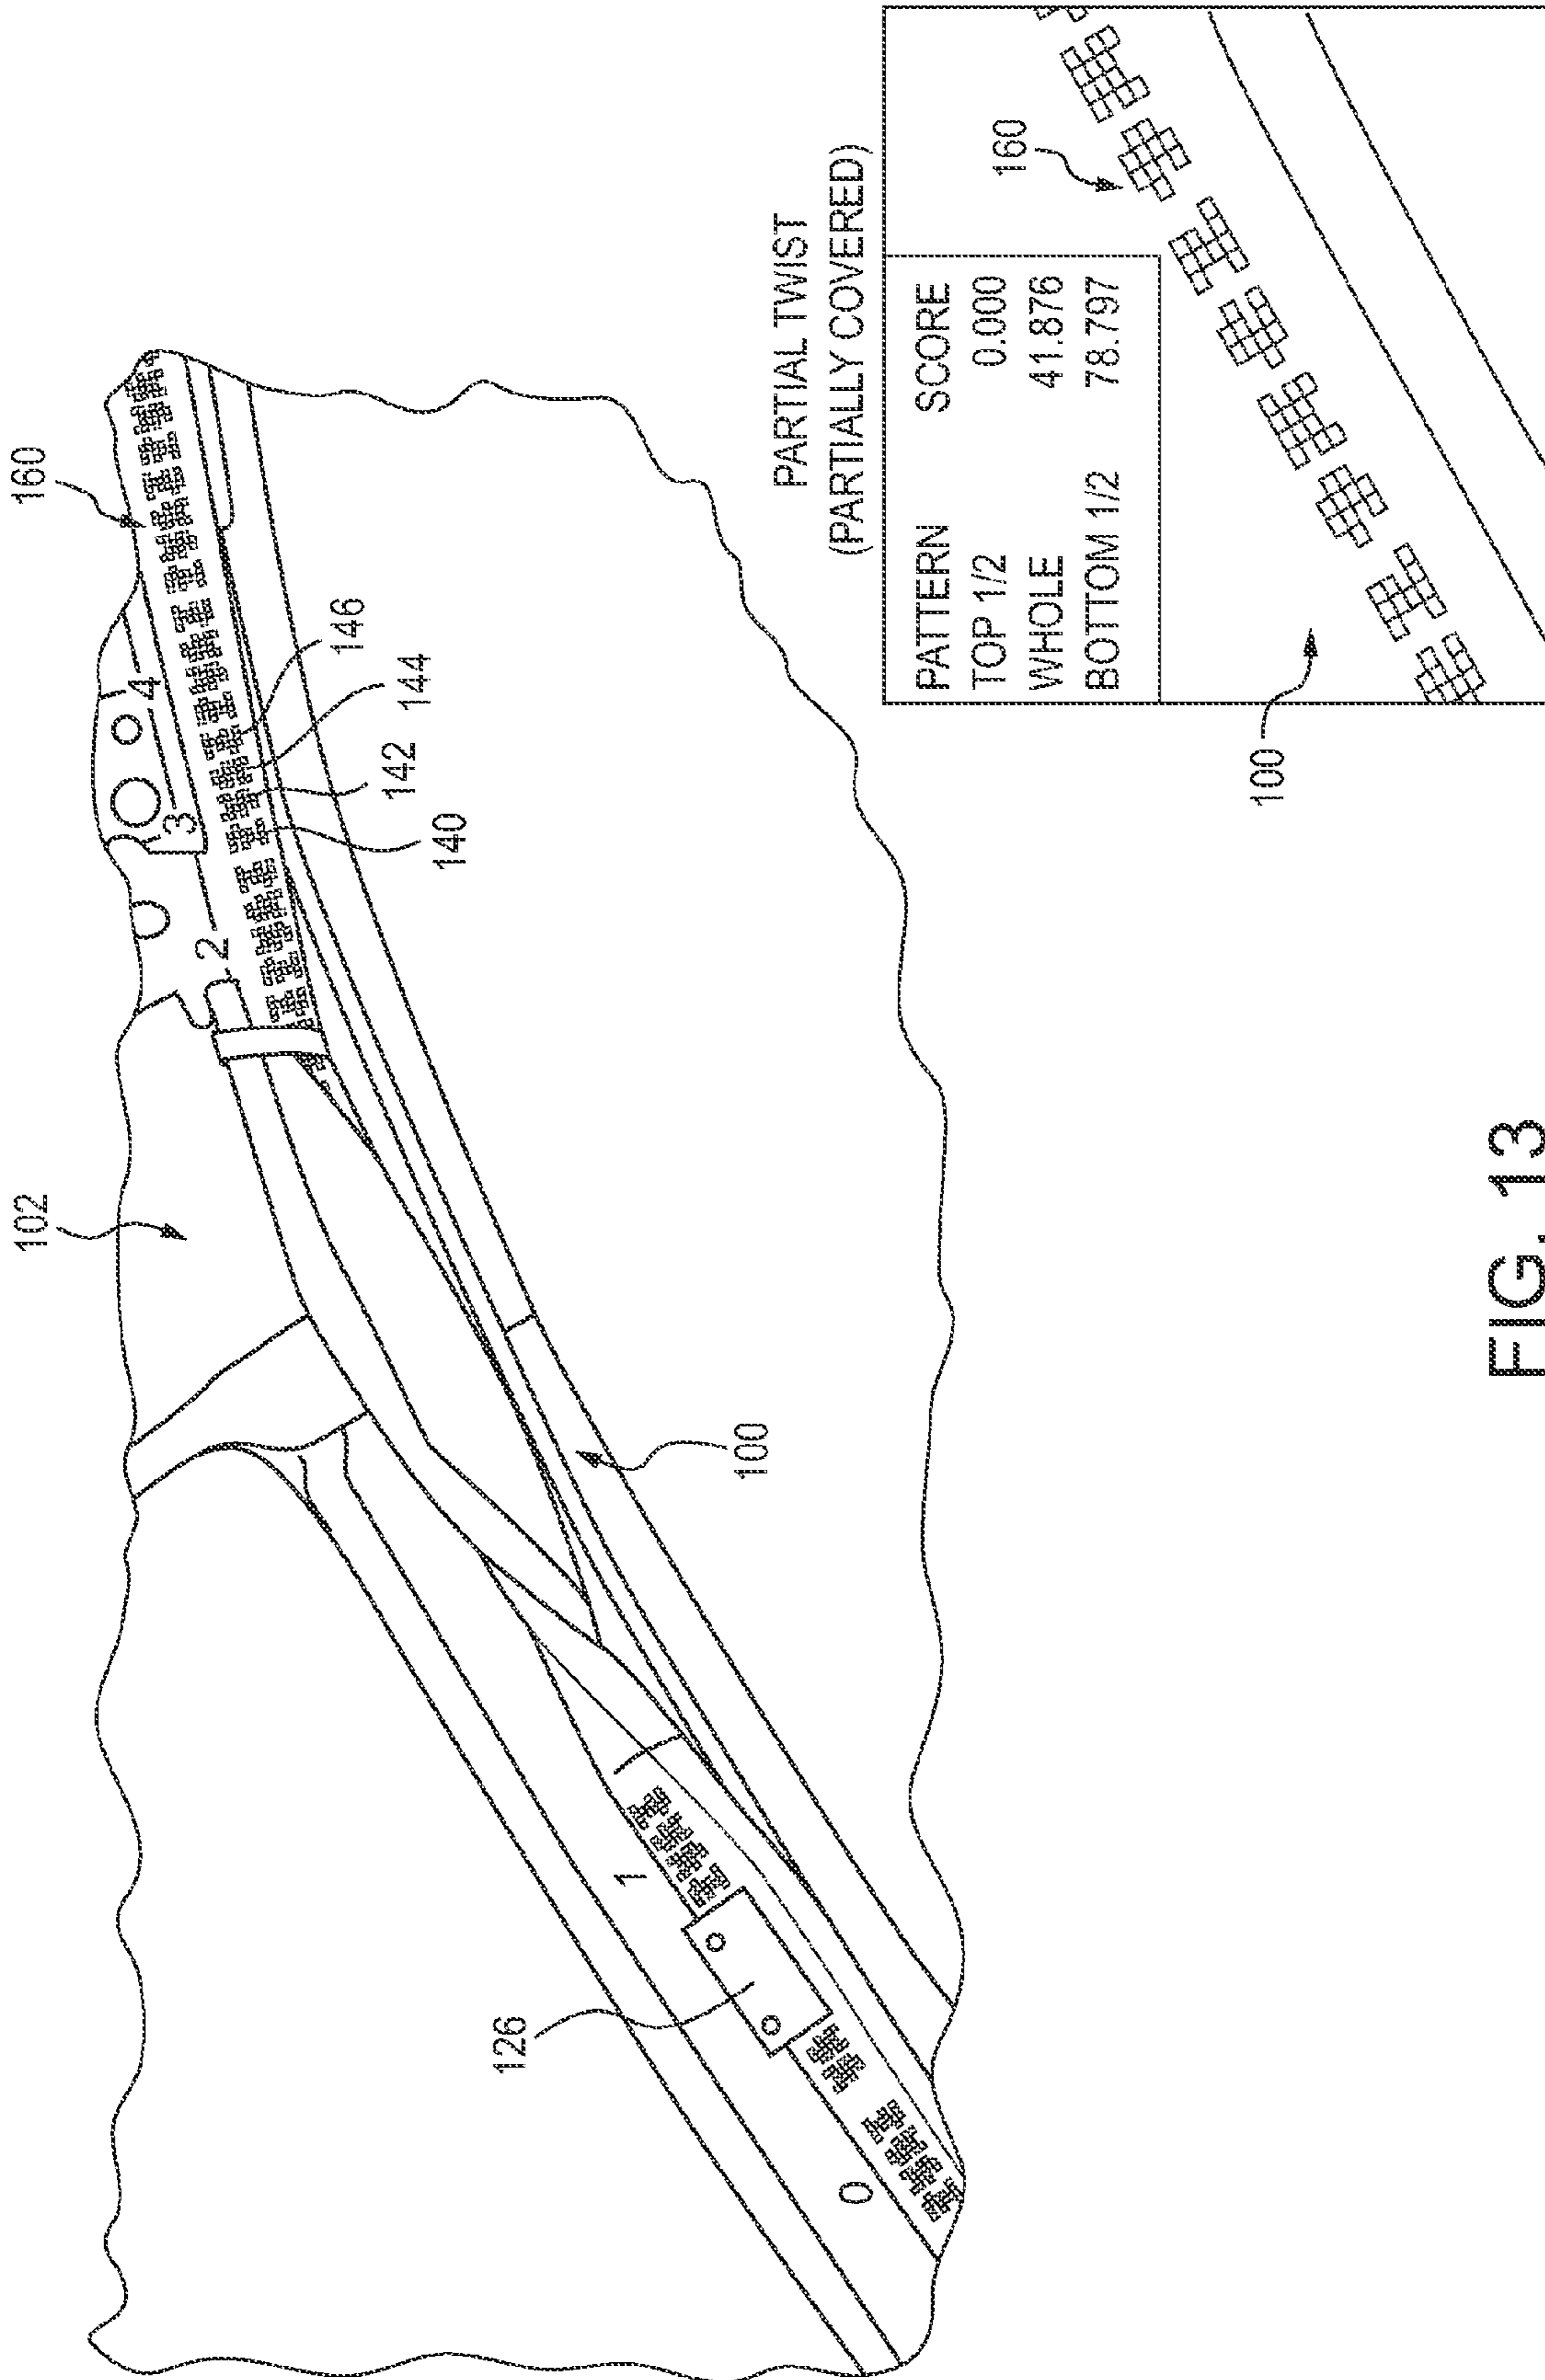 102
160
4
3
2
146
144
142
140
100
126
1
0
PARTIAL TWIST
(PARTIALLY COVERED)
PATTERN SCORE
TOP 1/2 0.000
WHOLE 41.876
BOTTOM 1/2 78.797
160
100
FIG. 13